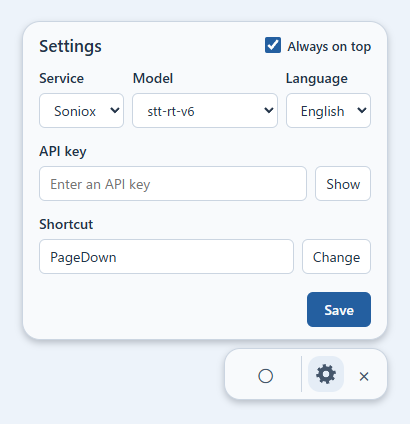 Settings
Always on top
Service Model Language
Soniox stt-rt-v6 English
API key
Enter an API key Show
Shortcut
PageDown Change
Save
×